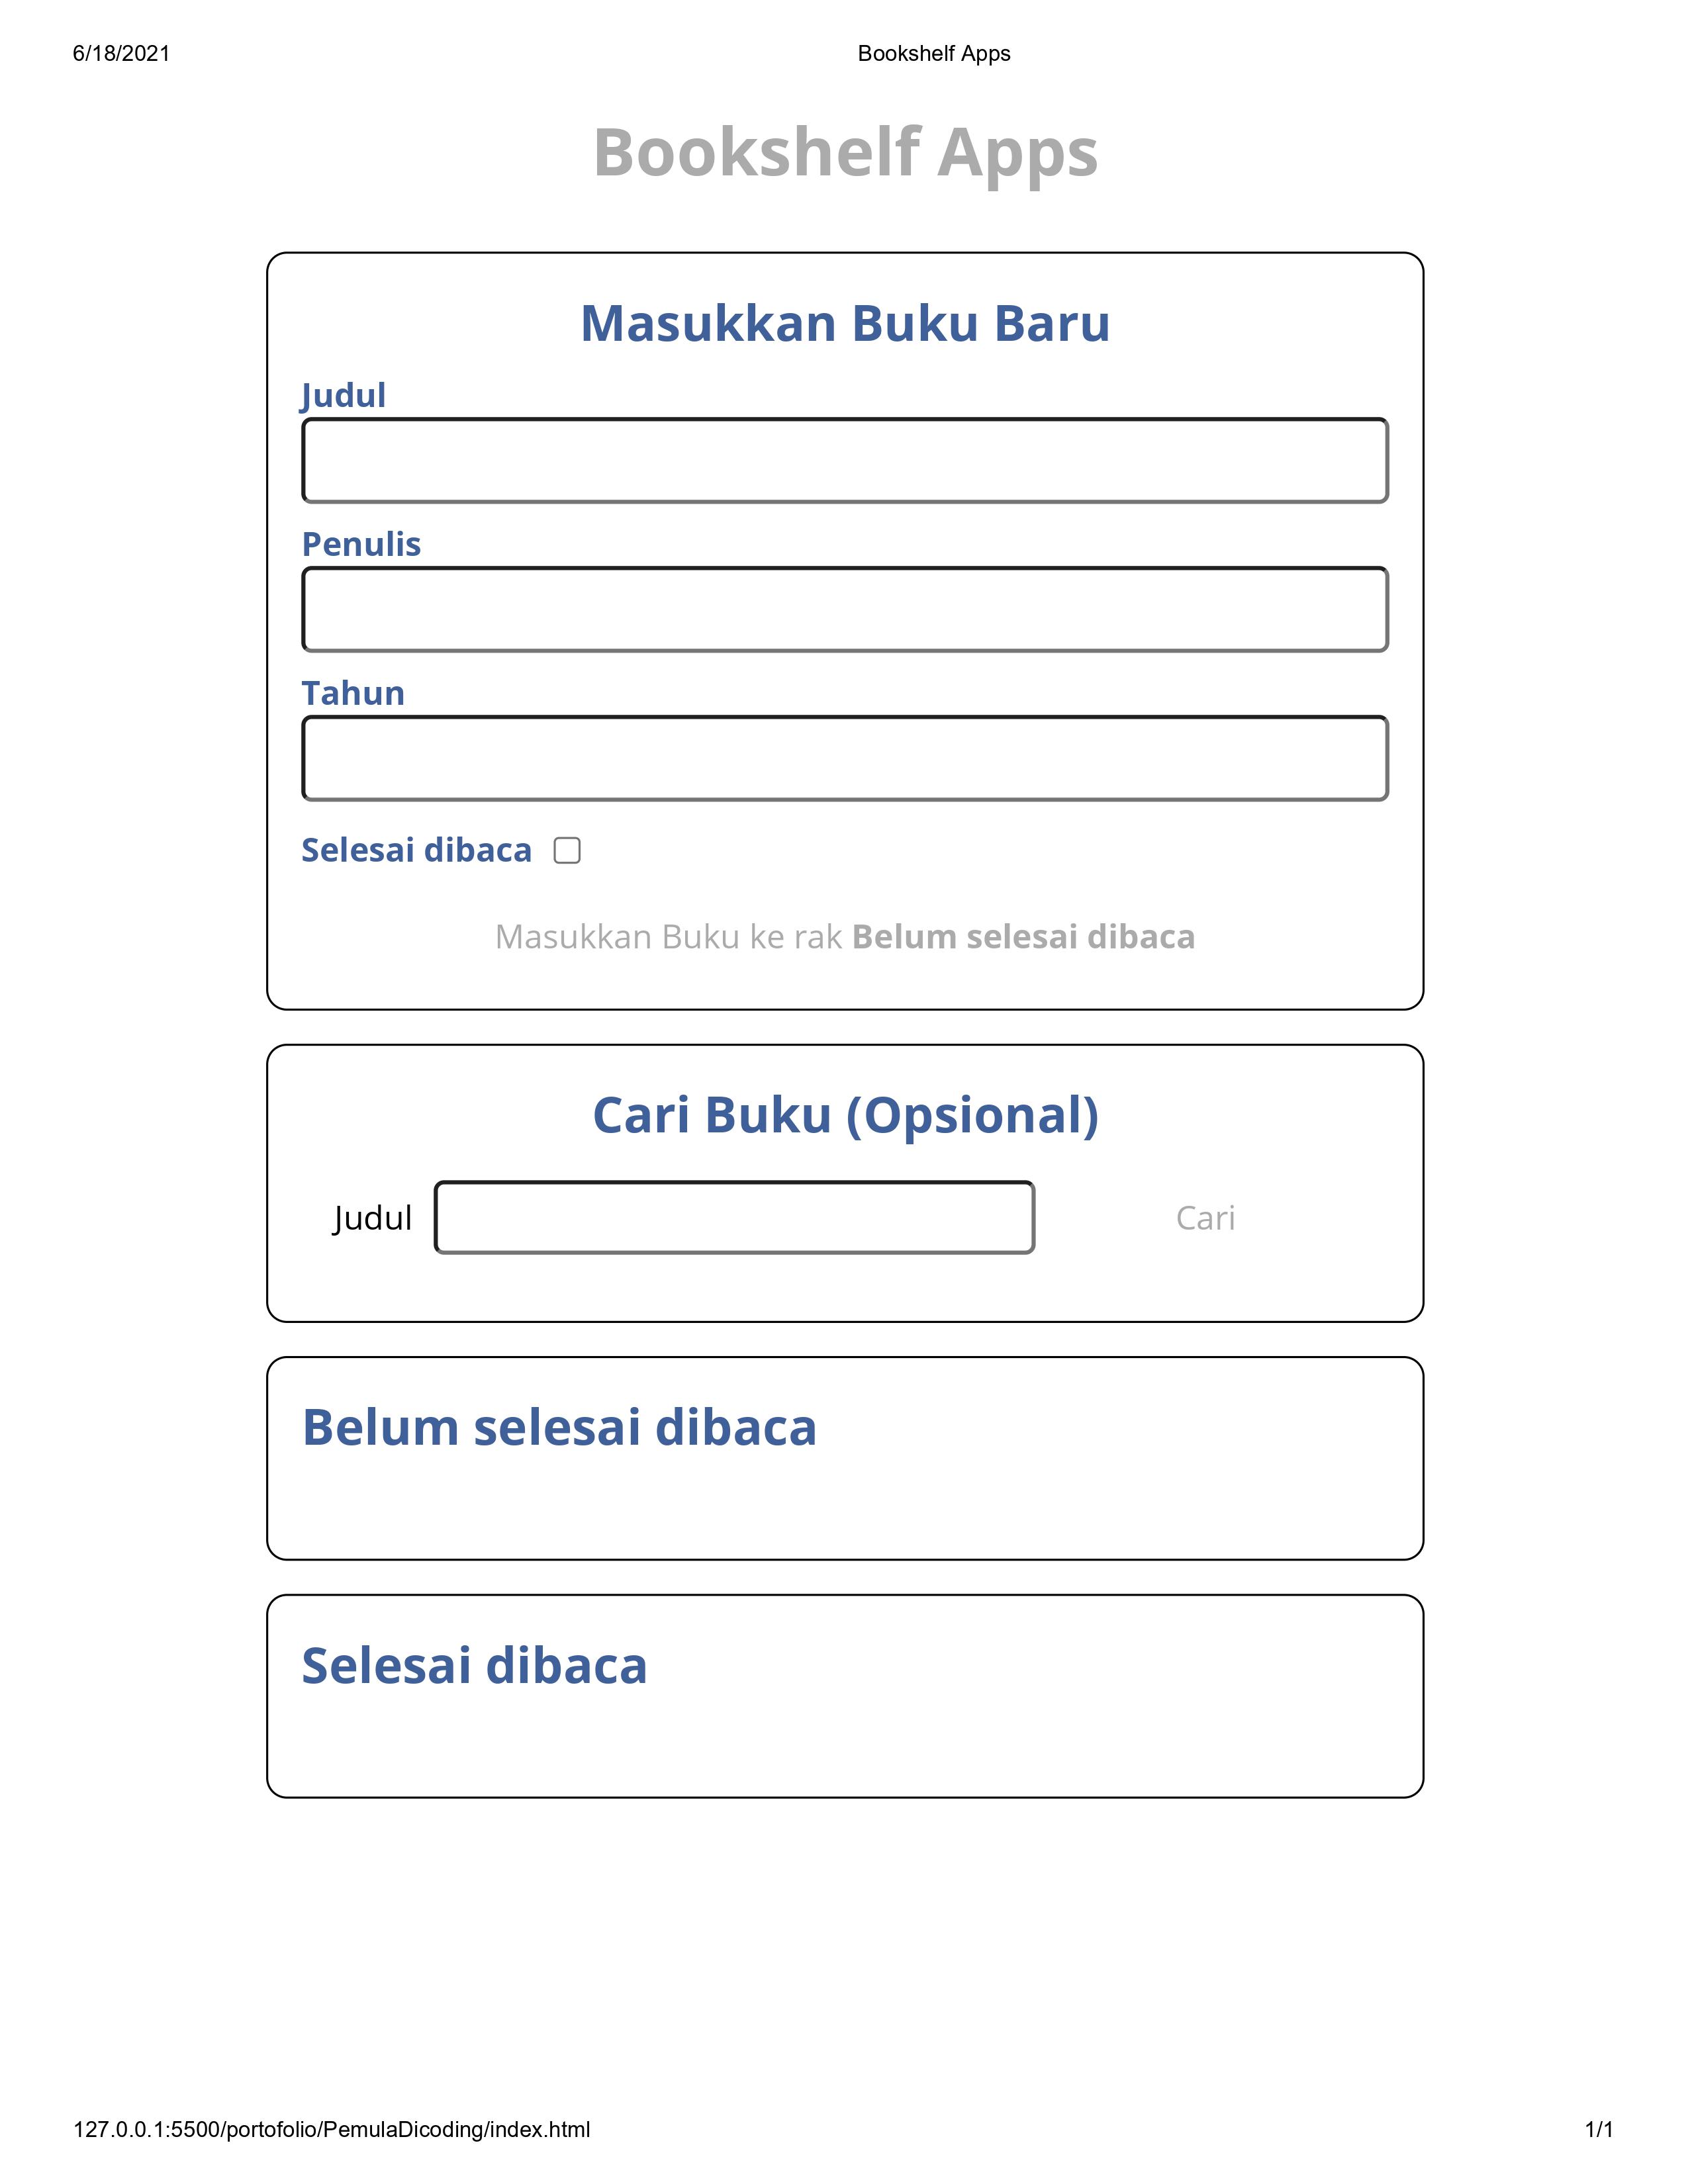 6/18/2021 Bookshelf Apps
Bookshelf Apps
Masukkan Buku Baru
Judul
Penulis
Tahun
Selesai dibaca
Masukkan Buku ke rak Belum selesai dibaca
Cari Buku (Opsional)
Judul Cari
Belum selesai dibaca
Selesai dibaca
127.0.0.1:5500/portofolio/PemulaDicoding/index.html 1/1